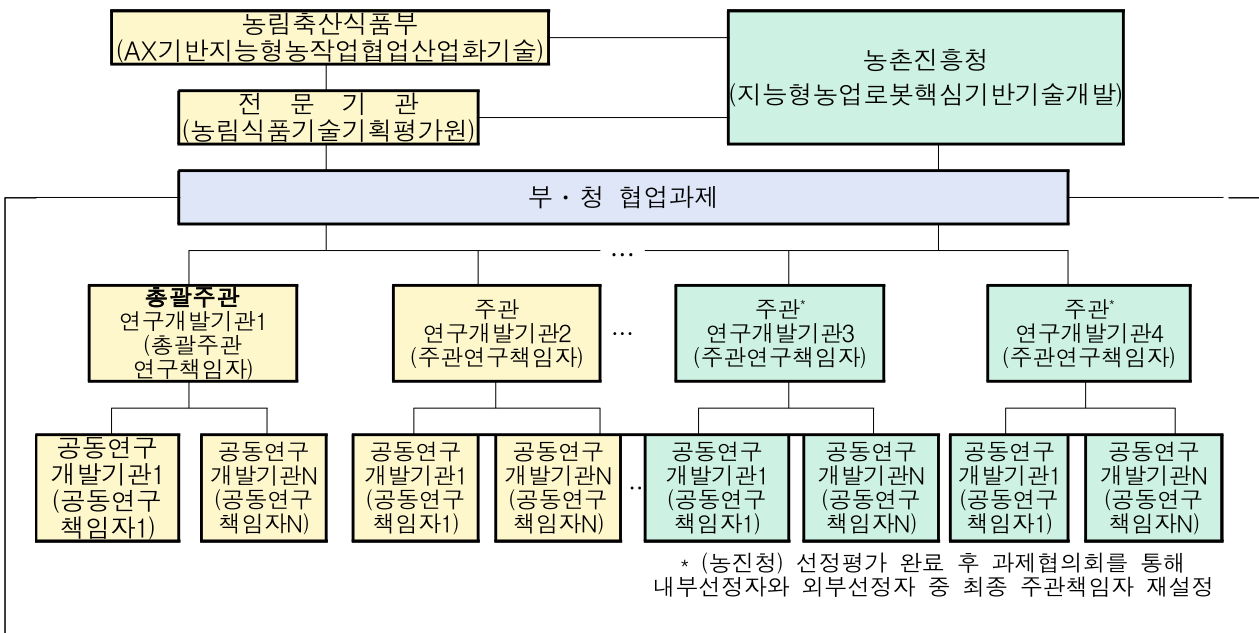 농림축산식품부
(AX기반지능형농작업협업산업화기술)
농촌진흥청
(지능형농업로봇핵심기반기술개발)
전 문 기 관
(농림식품기술기획평가원)
부·청 협업과제
...
총괄주관
연구개발기관1
(총괄주관
연구책임자)
주관
연구개발기관2
(주관연구책임자)
...
주관*
연구개발기관3
(주관연구책임자)
주관*
연구개발기관4
(주관연구책임자)
공동연구
개발기관1
(공동연구
책임자1)
공동연구
개발기관N
(공동연구
책임자N)
공동연구
개발기관1
(공동연구
책임자1)
공동연구
개발기관N
(공동연구
책임자N)
..
공동연구
개발기관1
(공동연구
책임자1)
공동연구
개발기관N
(공동연구
책임자N)
공동연구
개발기관1
(공동연구
책임자1)
공동연구
개발기관N
(공동연구
책임자N)
* (농진청) 선정평가 완료 후 과제협의회를 통해
내부선정자와 외부선정자 중 최종 주관책임자 재설정